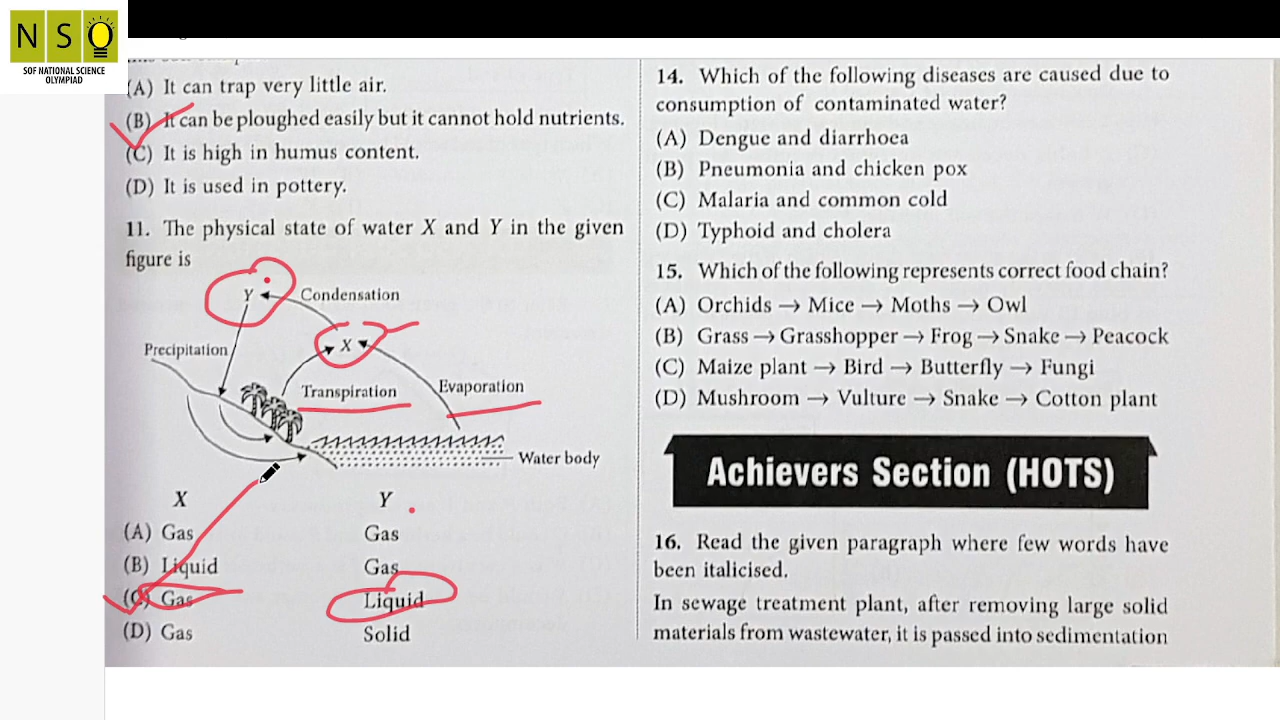 NSO
SOF NATIONAL SCIENCE
OLYMPIAD
(A) It can trap very little air.
(B) It can be ploughed easily but it cannot hold nutrients.
(C) It is high in humus content.
(D) It is used in pottery.
11. The physical state of water X and Y in the given
figure is
Y
Condensation
Precipitation
X
Transpiration
Evaporation
Water body
X Y
(A) Gas Gas
(B) Liquid Gas
(C) Gas Liquid
(D) Gas Solid
14. Which of the following diseases are caused due to
consumption of contaminated water?
(A) Dengue and diarrhoea
(B) Pneumonia and chicken pox
(C) Malaria and common cold
(D) Typhoid and cholera
15. Which of the following represents correct food chain?
(A) Orchids → Mice → Moths → Owl
(B) Grass → Grasshopper → Frog → Snake → Peacock
(C) Maize plant → Bird → Butterfly → Fungi
(D) Mushroom → Vulture → Snake → Cotton plant
Achievers Section (HOTS)
16. Read the given paragraph where few words have
been italicised.
In sewage treatment plant, after removing large solid
materials from wastewater, it is passed into sedimentation